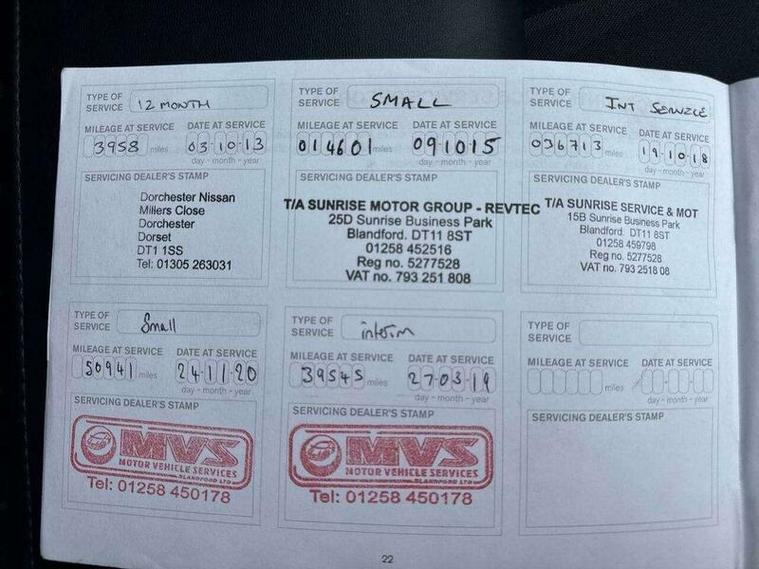 TYPE OF SERVICE 12 MONTH
MILEAGE AT SERVICE DATE AT SERVICE
3958 miles 03-10-13
day - month - year
SERVICING DEALER'S STAMP
Dorchester Nissan
Millers Close
Dorchester
Dorset
DT1 1SS
Tel: 01305 263031
TYPE OF SERVICE SMALL
MILEAGE AT SERVICE DATE AT SERVICE
014601 miles 09-10-15
day - month - year
SERVICING DEALER'S STAMP
T/A SUNRISE MOTOR GROUP - REVTEC
25D Sunrise Business Park
Blandford. DT11 8ST
01258 452516
Reg no. 5277528
VAT no. 793 251 808
TYPE OF SERVICE INT SERVICE
MILEAGE AT SERVICE DATE AT SERVICE
036713 miles 19-10-18
day - month - year
SERVICING DEALER'S STAMP
T/A SUNRISE SERVICE & MOT
15B Sunrise Business Park
Blandford. DT11 8ST
01258 459798
Reg no. 5277528
VAT no. 793 2518 08
TYPE OF SERVICE Small
MILEAGE AT SERVICE DATE AT SERVICE
50941 miles 24-11-20
day - month - year
SERVICING DEALER'S STAMP
MVS
MOTOR VEHICLE SERVICES
BLANDFORD LTD
Tel: 01258 450178
TYPE OF SERVICE interim
MILEAGE AT SERVICE DATE AT SERVICE
39545 miles 27-03-19
day - month - year
SERVICING DEALER'S STAMP
MVS
MOTOR VEHICLE SERVICES
BLANDFORD LTD
Tel: 01258 450178
TYPE OF SERVICE
MILEAGE AT SERVICE DATE AT SERVICE
miles
day - month - year
SERVICING DEALER'S STAMP
22